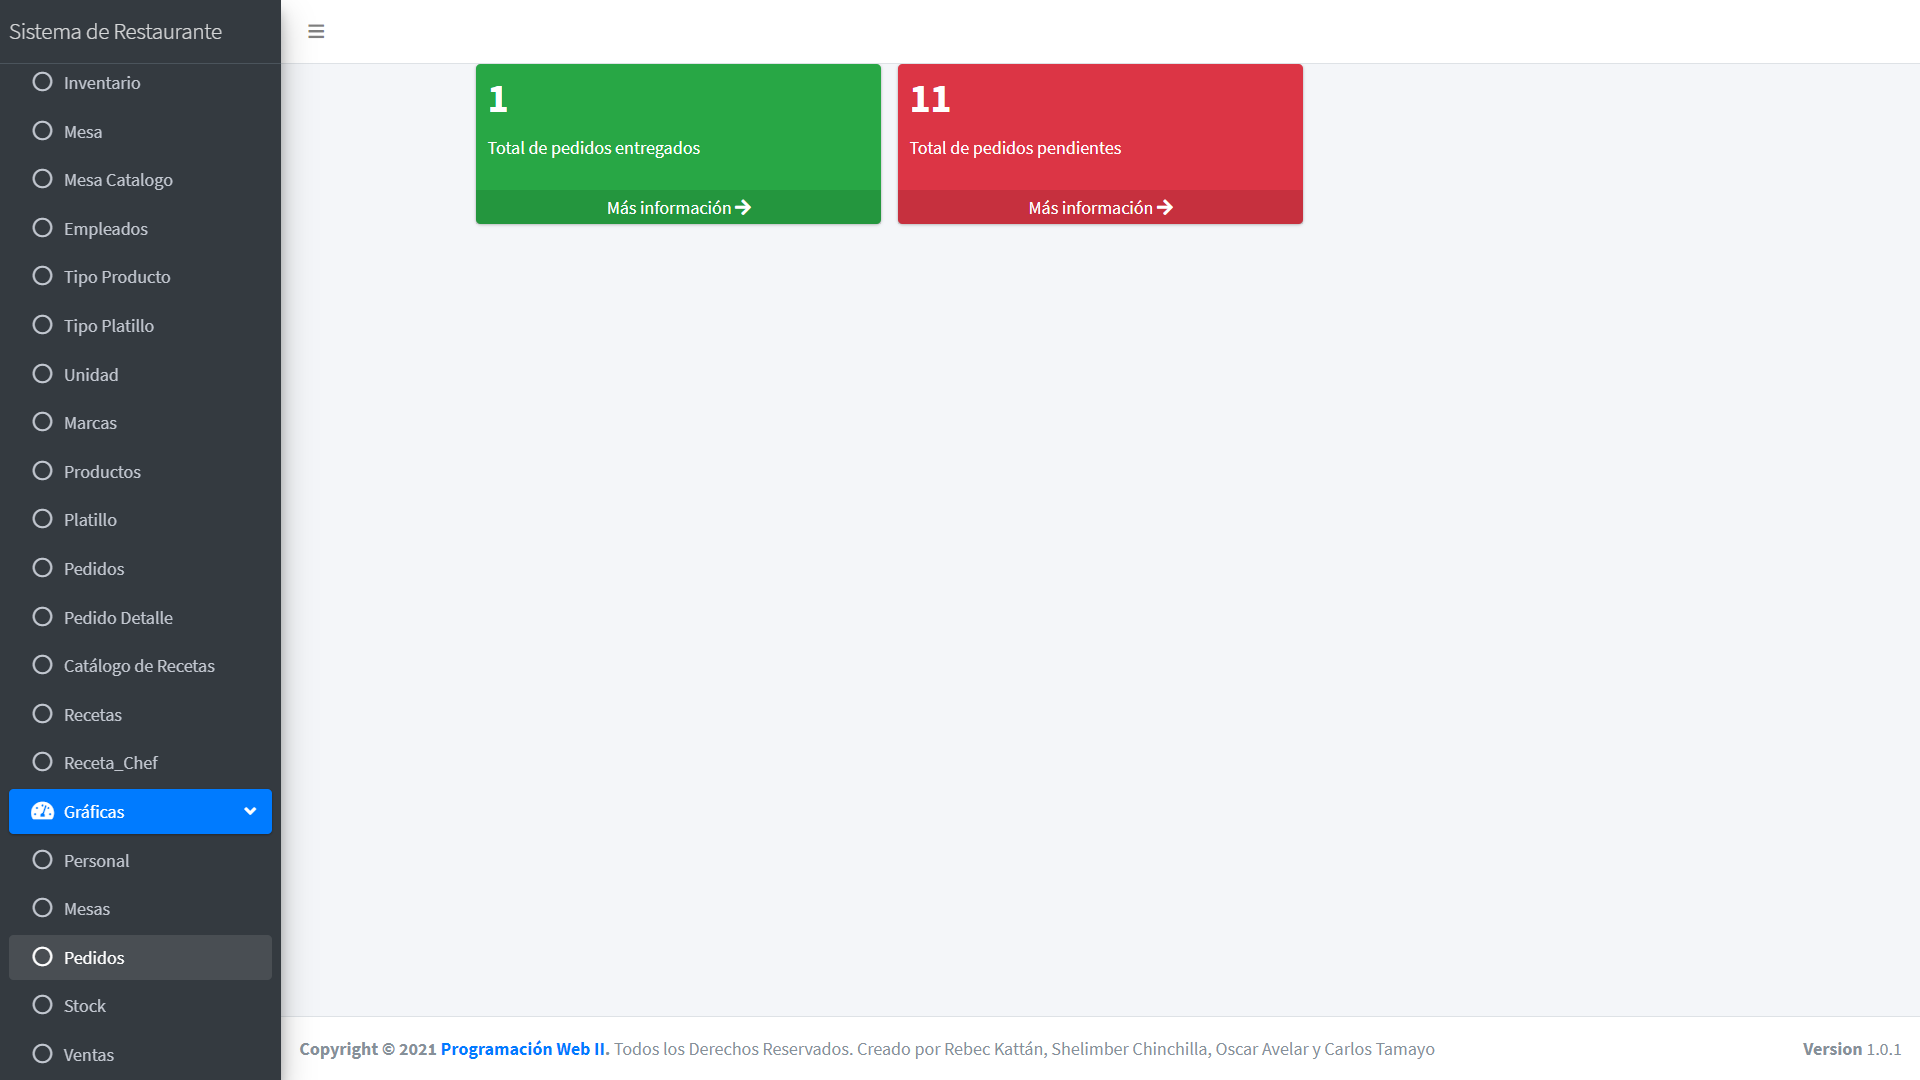 Sistema de Restaurante
Inventario
Mesa
Mesa Catalogo
Empleados
Tipo Producto
Tipo Platillo
Unidad
Marcas
Productos
Platillo
Pedidos
Pedido Detalle
Catálogo de Recetas
Recetas
Receta_Chef
Gráficas
Personal
Mesas
Pedidos
Stock
Ventas
1
Total de pedidos entregados
Más información
11
Total de pedidos pendientes
Más información
Copyright © 2021 Programación Web II. Todos los Derechos Reservados. Creado por Rebec Kattán, Shelimber Chinchilla, Oscar Avelar y Carlos Tamayo
Version 1.0.1